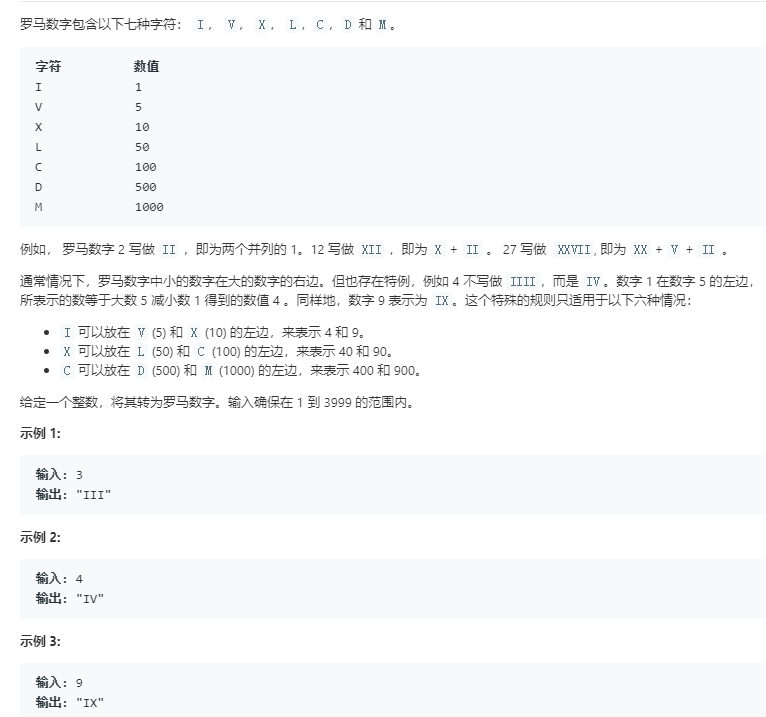 罗马数字包含以下七种字符： I， V， X， L，C，D 和 M。
字符 数值
I 1
V 5
X 10
L 50
C 100
D 500
M 1000
例如， 罗马数字 2 写做 II ，即为两个并列的 1。12 写做 XII ，即为 X + II 。 27 写做 XXVII, 即为 XX + V + II 。
通常情况下，罗马数字中小的数字在大的数字的右边。但也存在特例，例如 4 不写做 IIII，而是 IV。数字 1 在数字 5 的左边，
所表示的数等于大数 5 减小数 1 得到的数值 4 。同样地，数字 9 表示为 IX。这个特殊的规则只适用于以下六种情况：
• I 可以放在 V (5) 和 X (10) 的左边，来表示 4 和 9。
• X 可以放在 L (50) 和 C (100) 的左边，来表示 40 和 90。
• C 可以放在 D (500) 和 M (1000) 的左边，来表示 400 和 900。
给定一个整数，将其转为罗马数字。输入确保在 1 到 3999 的范围内。
示例 1:
输入: 3
输出: "III"
示例 2:
输入: 4
输出: "IV"
示例 3:
输入: 9
输出: "IX"